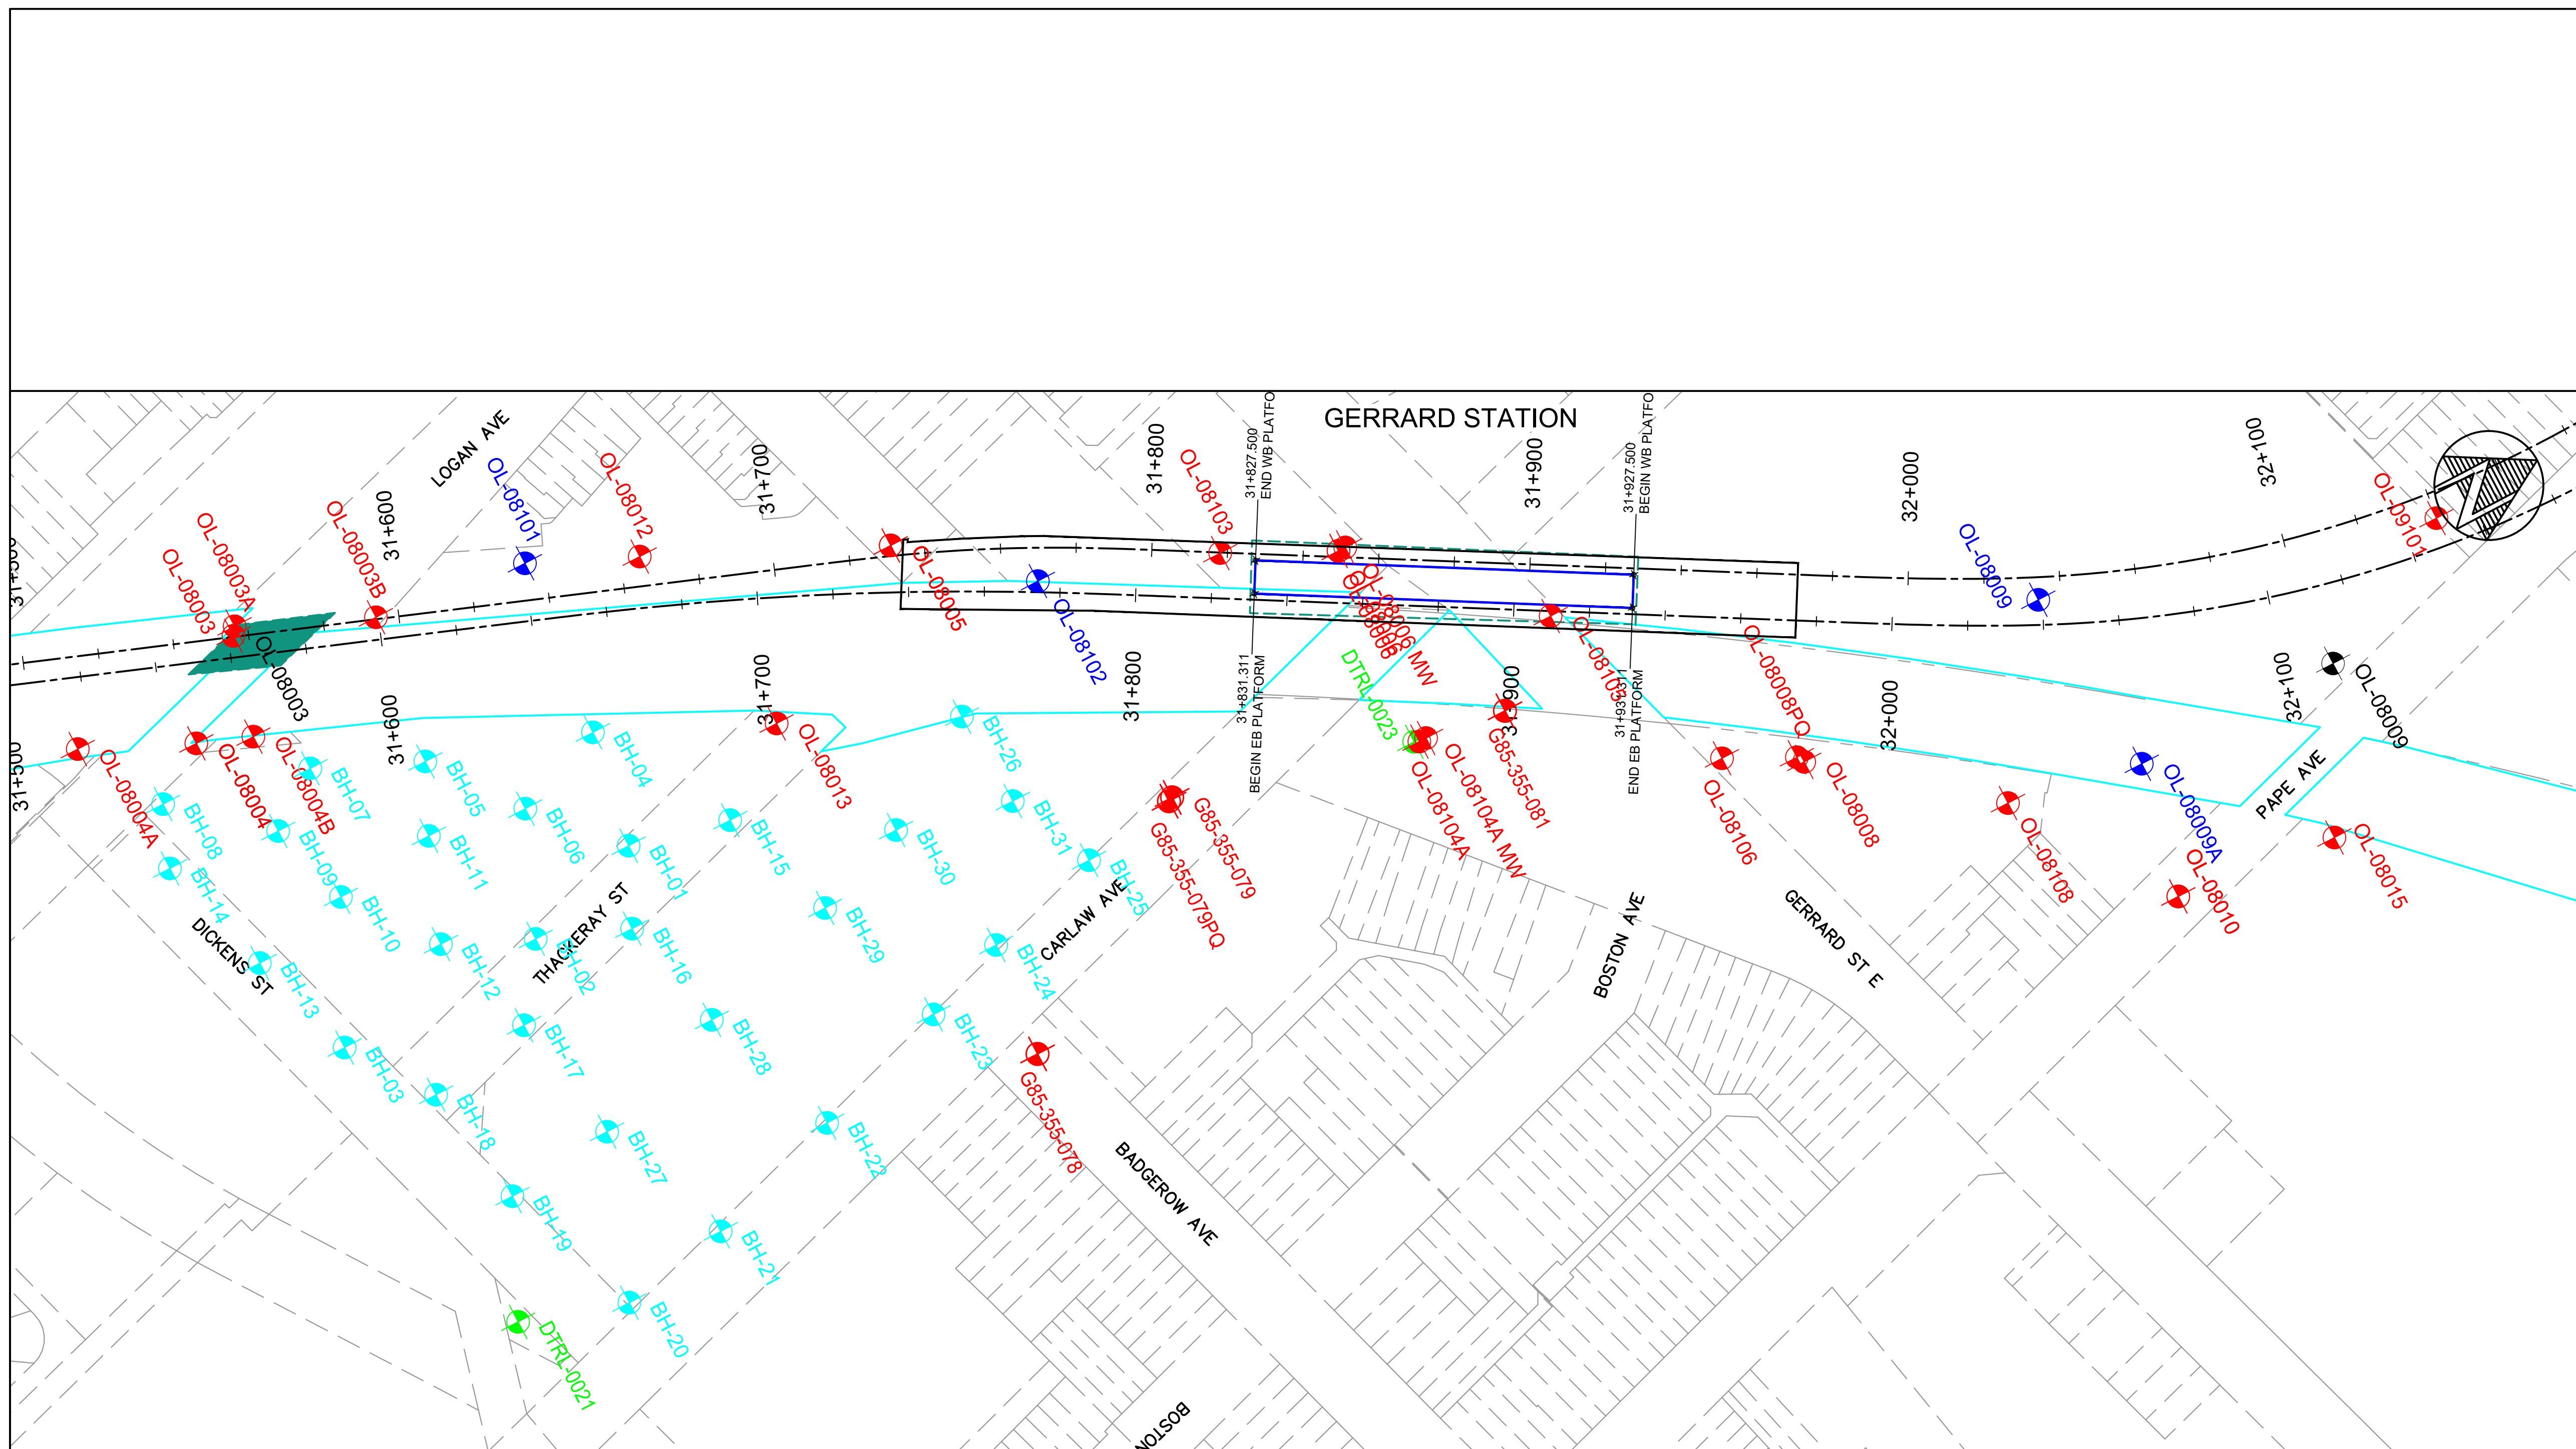 GERRARD STATION
31+827.500
END WB PLATFO
31+927.500
BEGIN WB PLATFO
31+831.311
BEGIN EB PLATFORM
END EB PLATFORM
LOGAN AVE
31+600
31+700
31+800
31+900
32+000
32+100
31+500
31+600
31+700
31+800
32+000
32+100
OL-08003
OL-08003A
OL-08003B
OL-08101
OL-08012
OL-08005
OL-08102
OL-08103
OL-08006 MW
OL-08105
OL-08009
OL-09101
OL-08003
OL-08009
OL-08004A
OL-08004
OL-08004B
OL-08013
DTRL-0023
OL-08104A
OL-08104A MW
G85-355-081
OL-08106
OL-08008PQ
OL-08008
OL-08108
OL-08009A
OL-08010
OL-08015
G85-355-079
G85-355-079PQ
G85-355-078
BH-08
BH-14
BH-09
BH-07
BH-10
BH-05
BH-11
BH-04
BH-06
BH-01
BH-15
BH-26
BH-31
BH-30
BH-25
BH-29
BH-24
BH-23
BH-12
BH-02
BH-16
BH-13
BH-03
BH-17
BH-28
BH-18
BH-27
BH-22
BH-19
BH-21
BH-20
DTRL-0021
DICKENS ST
THACKERAY ST
CARLAW AVE
BADGEROW AVE
BOSTON AVE
GERRARD ST E
PAPE AVE
BOSTON
N